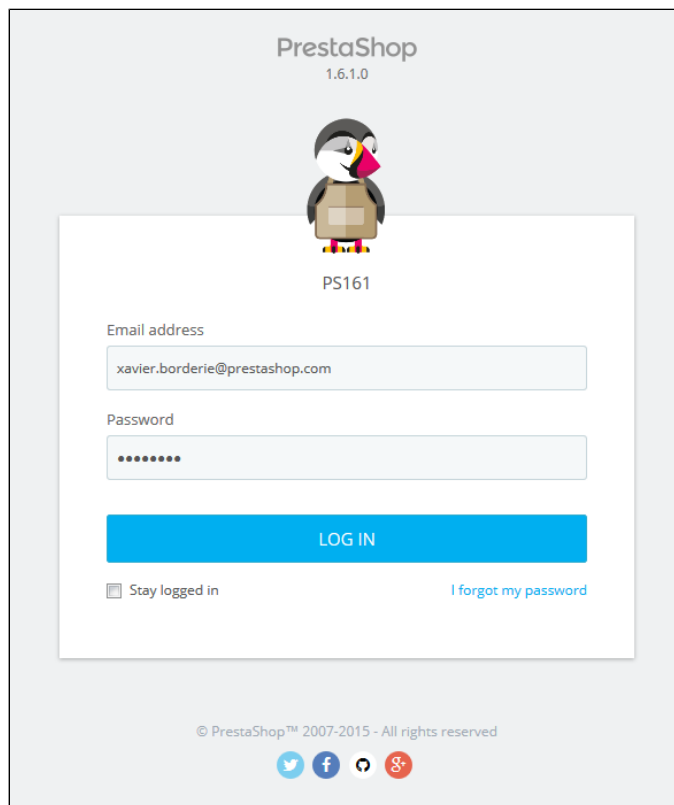 PrestaShop
1.6.1.0
PS161
Email address
xavier.borderie@prestashop.com
Password
••••••••
LOG IN
Stay logged in
I forgot my password
© PrestaShop™ 2007-2015 - All rights reserved